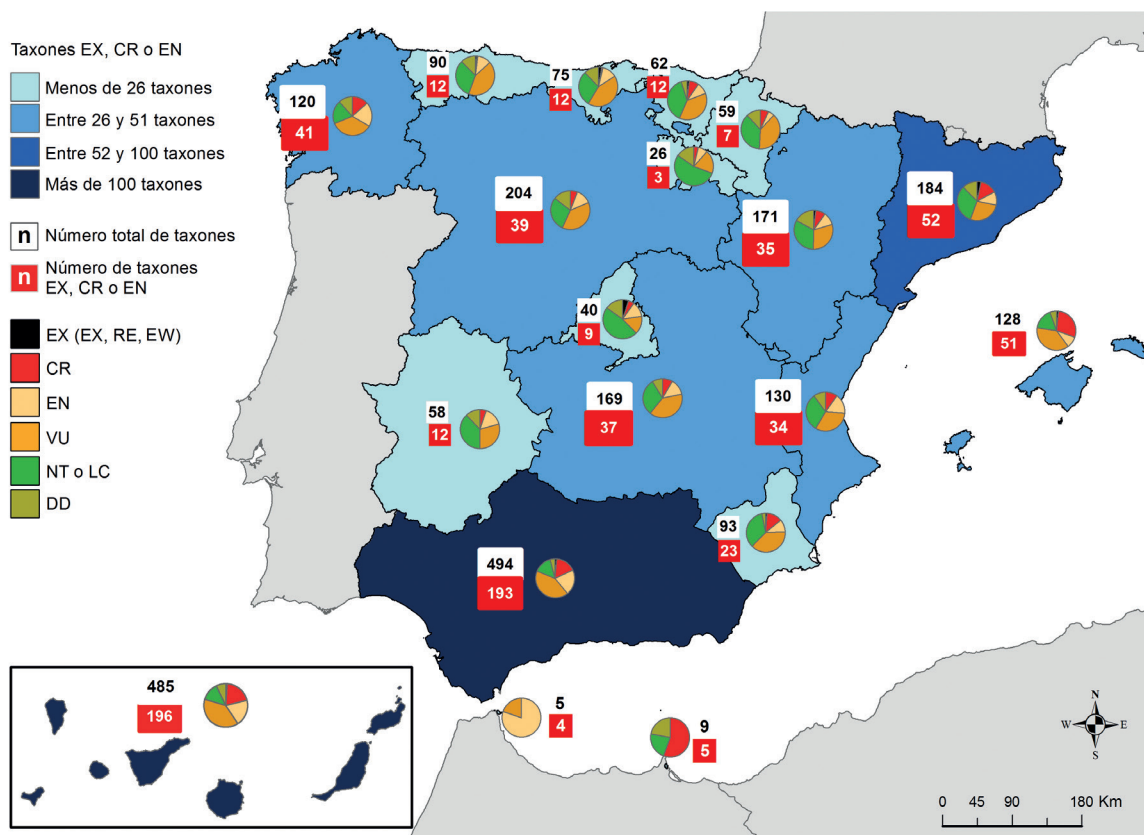 Taxones EX, CR o EN
Menos de 26 taxones
Entre 26 y 51 taxones
Entre 52 y 100 taxones
Más de 100 taxones
n Número total de taxones
n Número de taxones
EX, CR o EN
EX (EX, RE, EW)
CR
EN
VU
NT o LC
DD
120
41
90
12
75
12
62
12
59
7
26
3
204
39
171
35
184
52
40
9
128
51
58
12
169
37
130
34
93
23
494
193
485
196
5
4
9
5
N
W E
S
0 45 90 180 Km